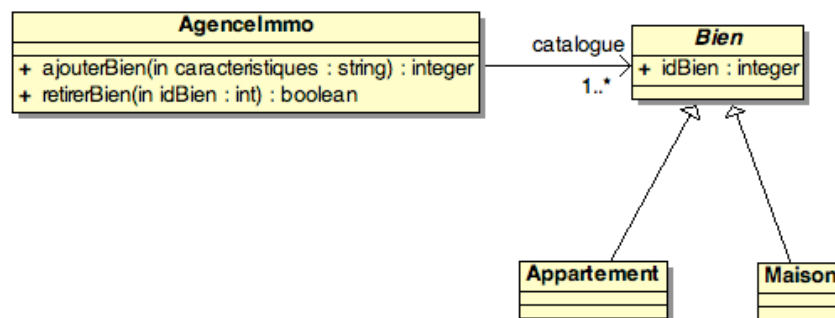 AgenceImmo
+ ajouterBien(in caracteristiques : string) : integer
+ retirerBien(in idBien : int) : boolean
catalogue
1..*
Bien
+ idBien : integer
Appartement
Maison